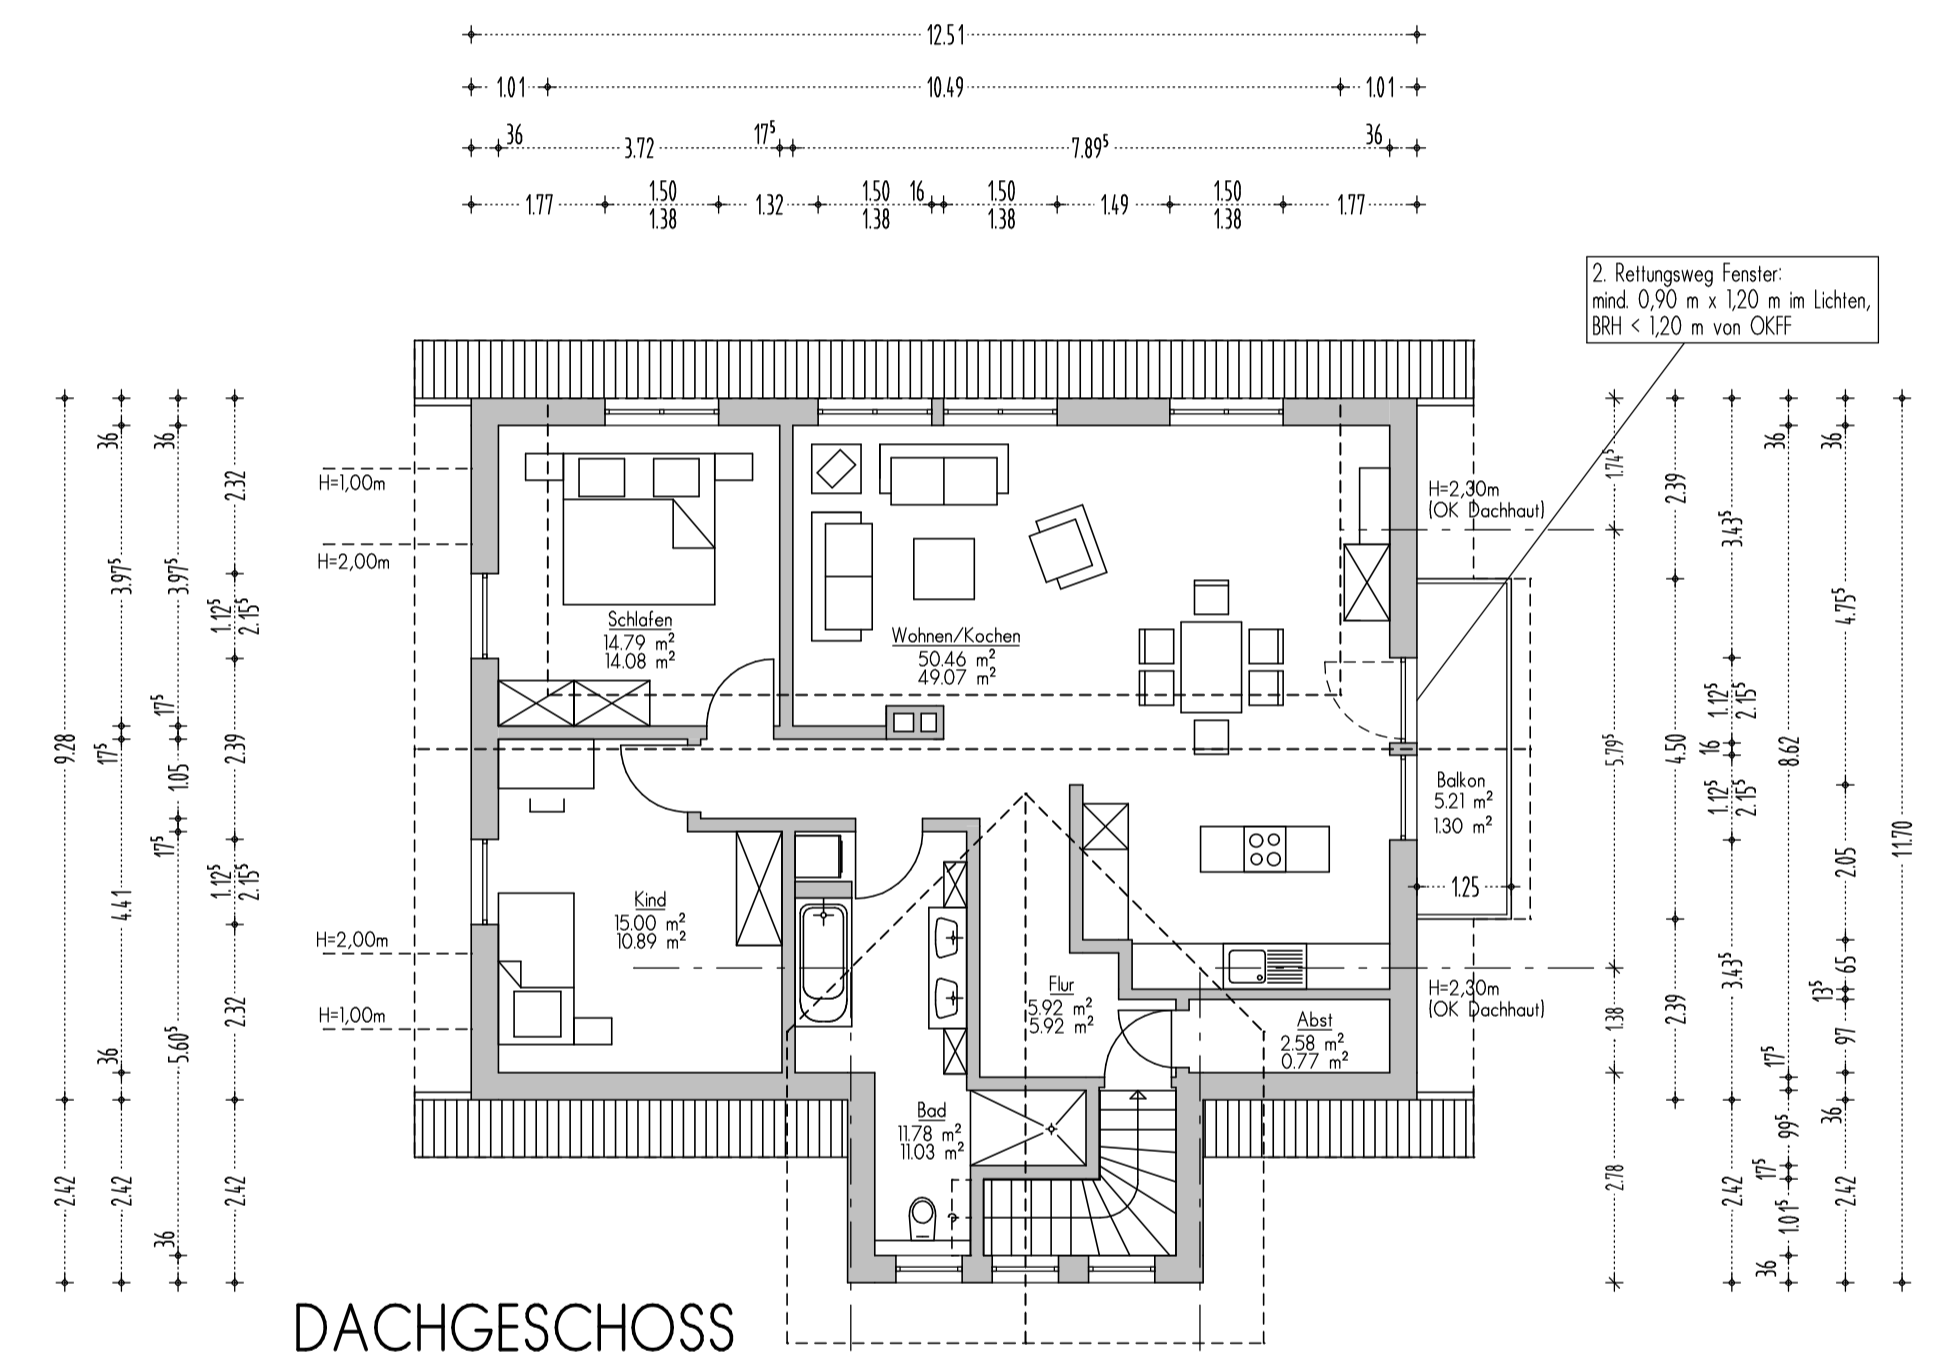 12.51
1.01 10.49 1.01
36 3.72 17⁵ 7.89⁵ 36
1.77 1.50 1.32 1.50 16 1.50 1.49 1.50 1.77
1.38 1.38 1.38 1.38
2. Rettungsweg Fenster:
mind. 0,90 m x 1,20 m im Lichten,
BRH < 1,20 m von OKFF
9.28
2.42
36
3.97⁵
17⁵
4.41
36
2.42
36
3.97⁵
17⁵
1.05
17⁵
5.60⁵
36
2.32
1.12⁵
2.15⁵
2.39
1.12⁵
2.15⁵
2.32
2.42
H=1,00m
H=2,00m
H=2,00m
H=1,00m
Schlafen
14.79 m²
14.08 m²
Wohnen/Kochen
50.46 m²
49.07 m²
Kind
15.00 m²
10.89 m²
Flur
5.92 m²
5.92 m²
Abst
2.58 m²
0.77 m²
Bad
11.78 m²
11.03 m²
Balkon
5.21 m²
1.30 m²
1.25
H=2,30m
(OK Dachhaut)
H=2,30m
(OK Dachhaut)
1.74⁵
5.79⁵
1.38
2.78
2.39
4.50
2.39
3.43⁵
1.12⁵
2.15⁵
16
1.12⁵
2.15⁵
3.43⁵
2.42
36
8.62
17⁵
99⁵
17⁵
1.01⁵
36
36
4.75⁵
2.05
65
13⁵
97
36
2.42
11.70
DACHGESCHOSS